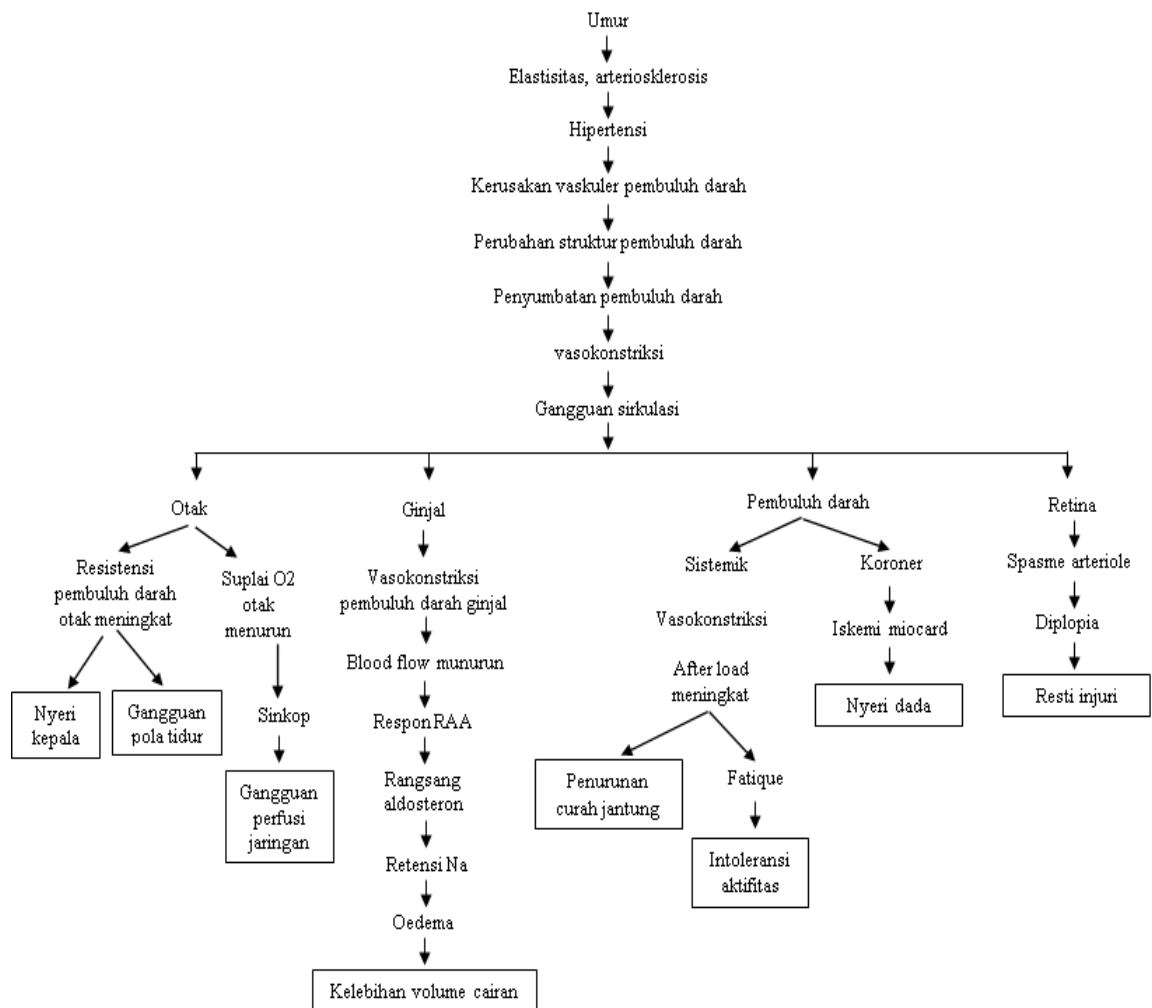 Umur
Elastisitas, arteriosklerosis
Hipertensi
Kerusakan vaskuler pembuluh darah
Perubahan struktur pembuluh darah
Penyumbatan pembuluh darah
vasokonstriksi
Gangguan sirkulasi
Otak
Resistensi
pembuluh darah
otak meningkat
Nyeri
kepala
Gangguan
pola tidur
Suplai O2
otak
menurun
Sinkop
Gangguan
perfusi
jaringan
Ginjal
Vasokonstriksi
pembuluh darah ginjal
Blood flow munurun
Respon RAA
Rangsang
aldosteron
Retensi Na
Oedema
Kelebihan volume cairan
Pembuluh darah
Sistemik
Vasokonstriksi
After load
meningkat
Penurunan
curah jantung
Fatique
Intoleransi
aktifitas
Koroner
Iskemi miocard
Nyeri dada
Retina
Spasme arteriole
Diplopia
Resti injuri